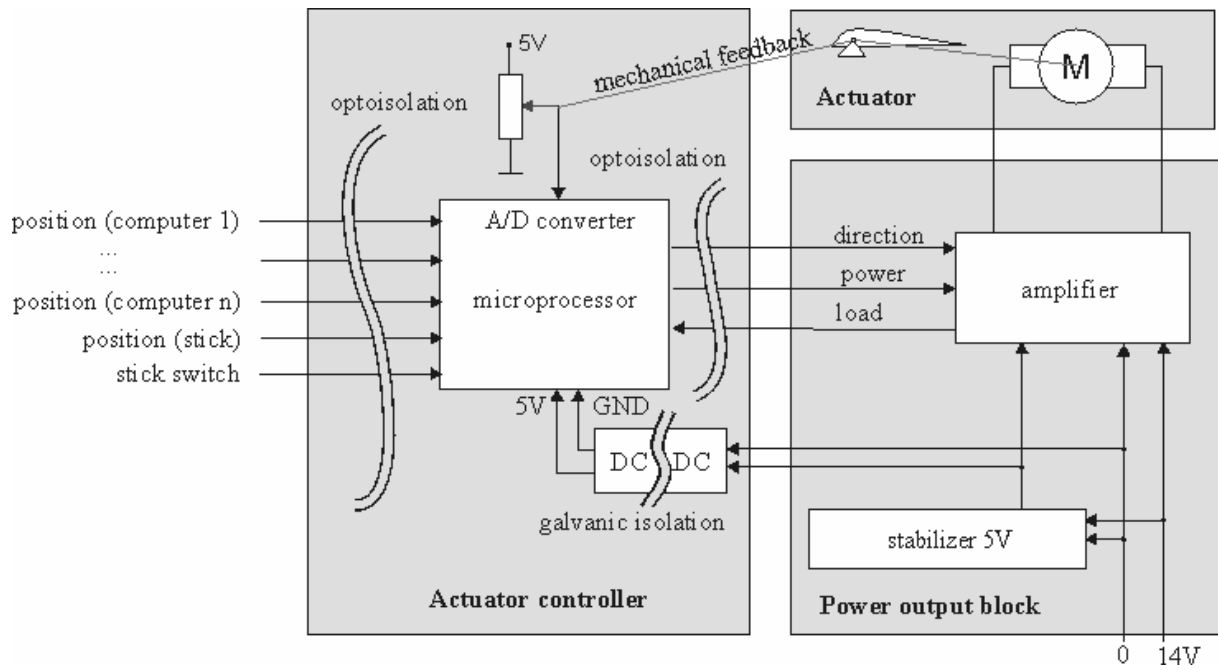 5V
mechanical feedback
M
Actuator
optoisolation
optoisolation
position (computer 1)
...
...
position (computer n)
position (stick)
stick switch
A/D converter
microprocessor
direction
power
load
amplifier
5V
GND
DC
DC
galvanic isolation
stabilizer 5V
Actuator controller
Power output block
0
14V